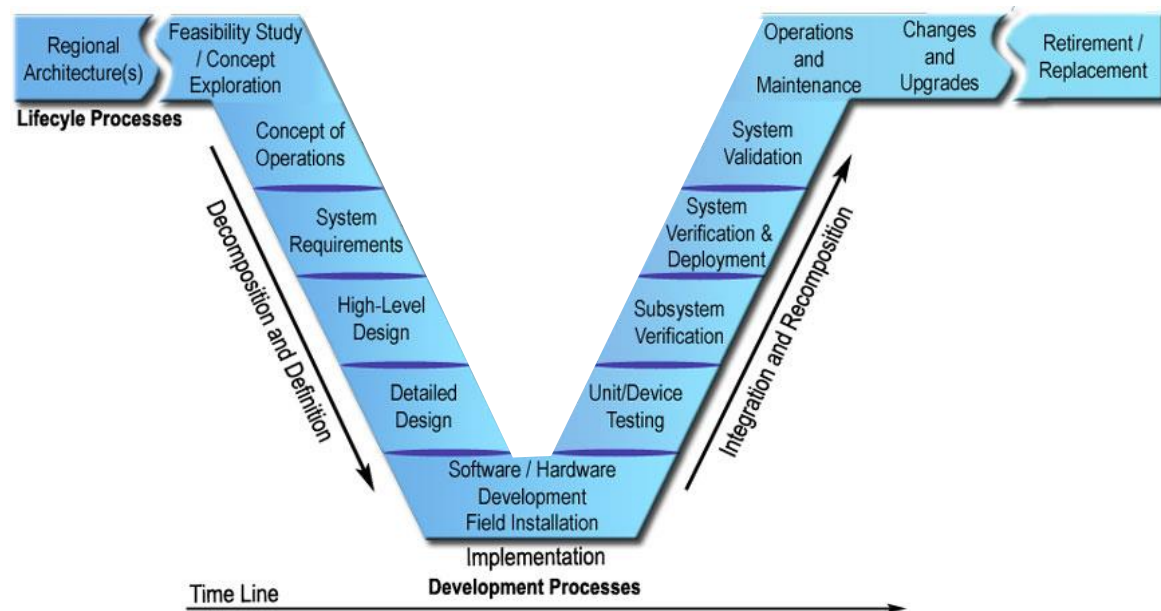 Regional
Architecture(s)
Feasibility Study
/ Concept
Exploration
Lifecyle Processes
Concept of
Operations
System
Requirements
High-Level
Design
Detailed
Design
Decomposition and Definition
Software / Hardware
Development
Field Installation
Implementation
Development Processes
Unit/Device
Testing
Subsystem
Verification
System
Verification &
Deployment
System
Validation
Integration and Recomposition
Operations
and
Maintenance
Changes
and
Upgrades
Retirement /
Replacement
Time Line